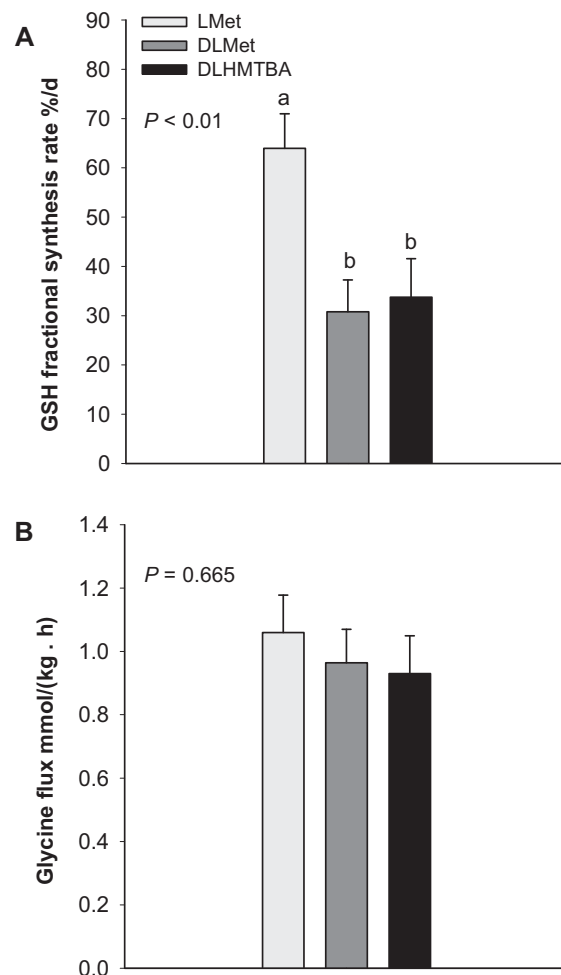 A
LMet
DLMet
DLHMTBA
P < 0.01
a
b
b
GSH fractional synthesis rate %/d
90
80
70
60
50
40
30
20
10
0
B
P = 0.665
Glycine flux mmol/(kg . h)
1.4
1.2
1.0
0.8
0.6
0.4
0.2
0.0